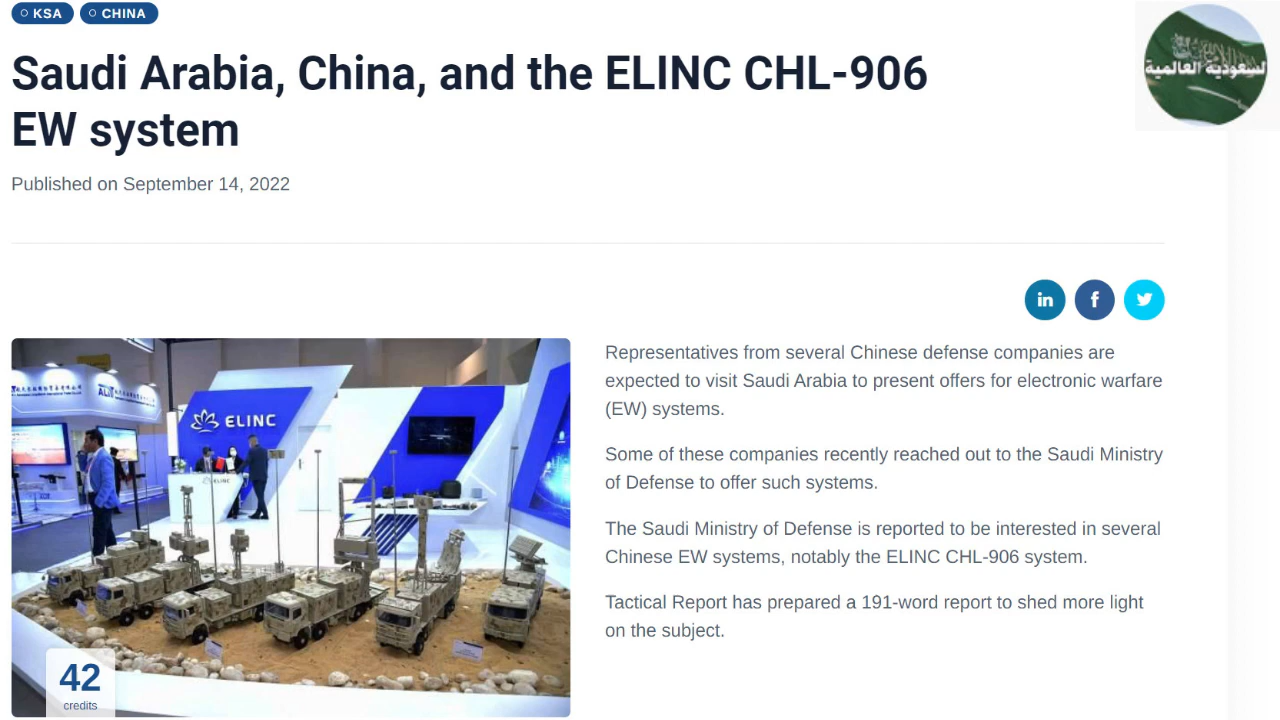 KSA
CHINA
السعودية العالمية
Saudi Arabia, China, and the ELINC CHL-906
EW system
Published on September 14, 2022
in
f
Representatives from several Chinese defense companies are
expected to visit Saudi Arabia to present offers for electronic warfare
(EW) systems.
Some of these companies recently reached out to the Saudi Ministry
of Defense to offer such systems.
The Saudi Ministry of Defense is reported to be interested in several
Chinese EW systems, notably the ELINC CHL-906 system.
Tactical Report has prepared a 191-word report to shed more light
on the subject.
ELINC
ELINC
42
credits